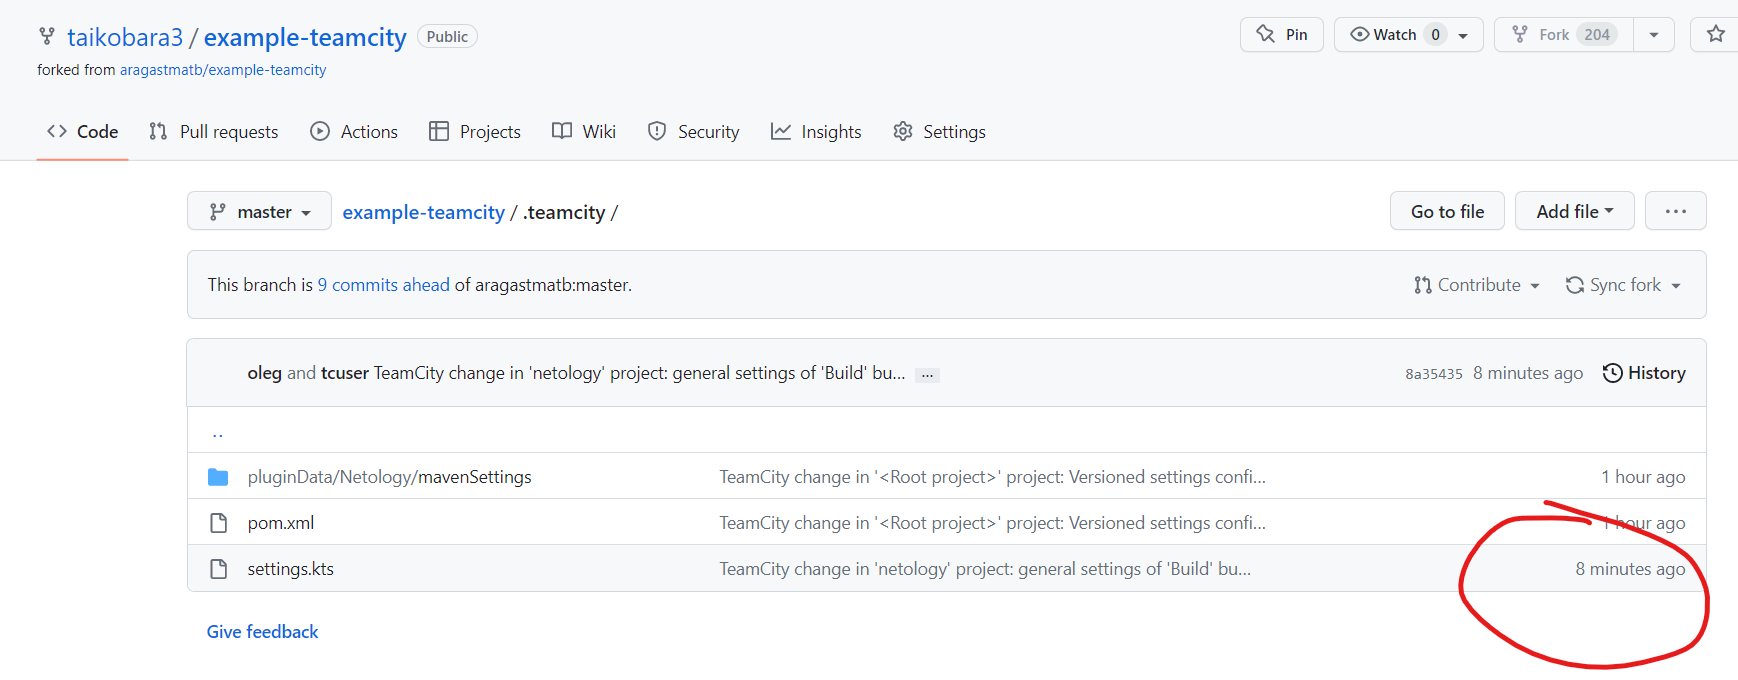 taikobara3 / example-teamcity Public
Pin Watch 0 Fork 204
forked from aragastmatb/example-teamcity
Code Pull requests Actions Projects Wiki Security Insights Settings
master example-teamcity / .teamcity / Go to file Add file ...
This branch is 9 commits ahead of aragastmatb:master. Contribute Sync fork
oleg and tcuser TeamCity change in 'netology' project: general settings of 'Build' bu... ... 8a35435 8 minutes ago History
..
pluginData/Netology/mavenSettings TeamCity change in '<Root project>' project: Versioned settings confi... 1 hour ago
pom.xml TeamCity change in '<Root project>' project: Versioned settings confi... 1 hour ago
settings.kts TeamCity change in 'netology' project: general settings of 'Build' bu... 8 minutes ago
Give feedback